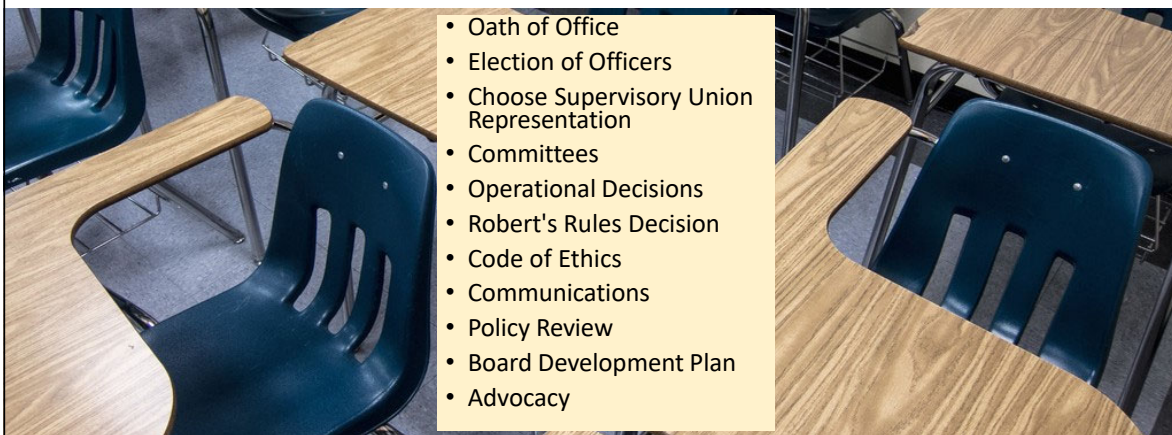 • Oath of Office
• Election of Officers
• Choose Supervisory Union
Representation
• Committees
• Operational Decisions
• Robert's Rules Decision
• Code of Ethics
• Communications
• Policy Review
• Board Development Plan
• Advocacy